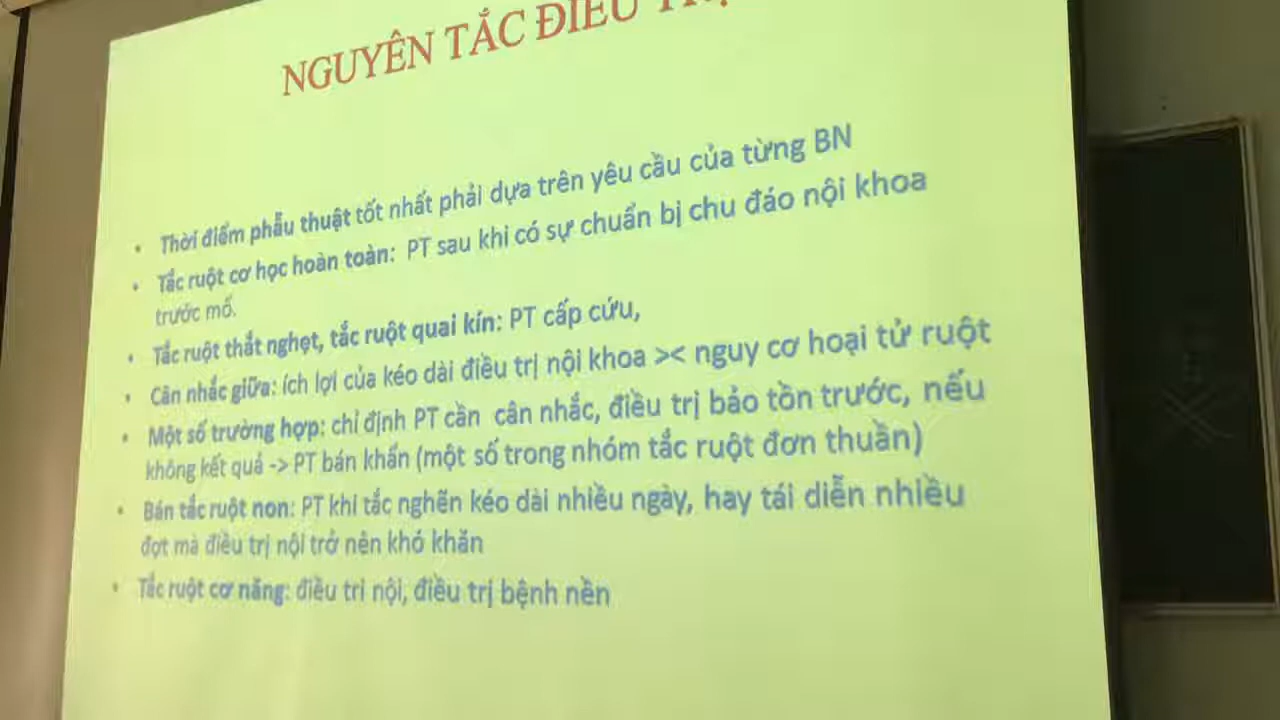 NGUYÊN TẮC ĐIỀU TRỊ
• Thời điểm phẫu thuật tốt nhất phải dựa trên yêu cầu của từng BN
• Tắc ruột cơ học hoàn toàn: PT sau khi có sự chuẩn bị chu đáo nội khoa
trước mổ.
• Tắc ruột thắt nghẹt, tắc ruột quai kín: PT cấp cứu,
• Cân nhắc giữa: ích lợi của kéo dài điều trị nội khoa >< nguy cơ hoại tử ruột
• Một số trường hợp: chỉ định PT cần cân nhắc, điều trị bảo tồn trước, nếu
không kết quả -> PT bán khẩn (một số trong nhóm tắc ruột đơn thuần)
• Bán tắc ruột non: PT khi tắc nghẽn kéo dài nhiều ngày, hay tái diễn nhiều
đợt mà điều trị nội trở nên khó khăn
• Tắc ruột cơ năng: điều tri nội, điều trị bệnh nền